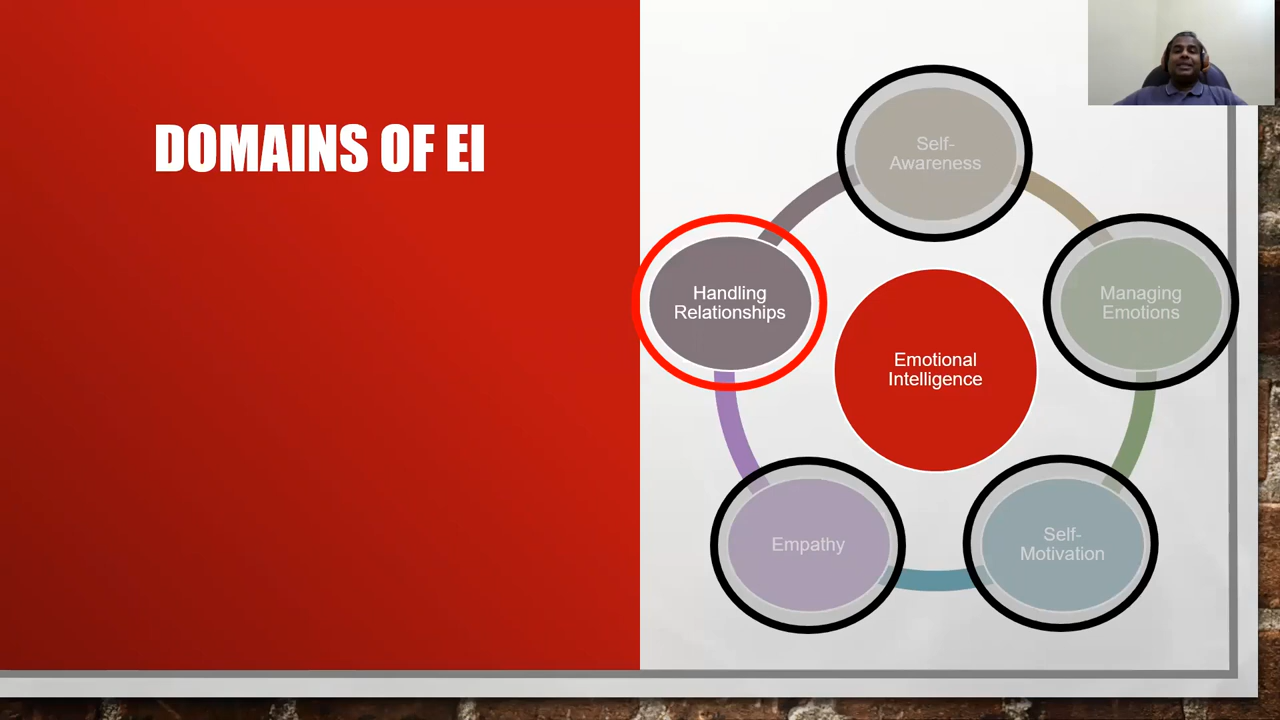 DOMAINS OF EI
Self-
Awareness
Managing
Emotions
Self-
Motivation
Empathy
Handling
Relationships
Emotional
Intelligence